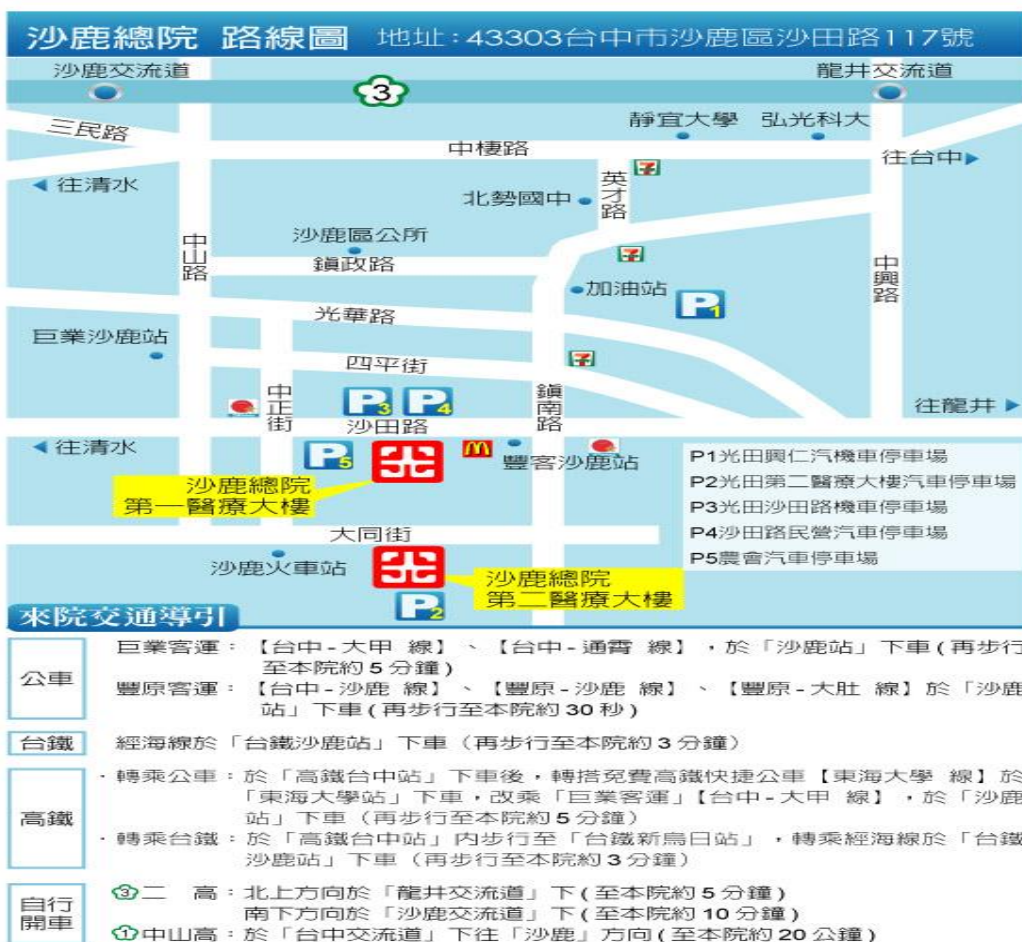 沙鹿總院 路線圖 地址:43303台中市沙鹿區沙田路117號
沙鹿交流道
龍井交流道
3
三民路
靜宜大學
弘光科大
中棲路
往台中
往清水
英才路
7
北勢國中
沙鹿區公所
中山路
鎮政路
7
中興路
加油站
P1
光華路
巨業沙鹿站
四平街
7
中正街
P3
P4
鎮南路
往龍井
沙田路
往清水
P5
豐客沙鹿站
沙鹿總院
第一醫療大樓
P1光田興仁汽機車停車場
P2光田第二醫療大樓汽車停車場
P3光田沙田路機車停車場
P4沙田路民營汽車停車場
P5農會汽車停車場
大同街
沙鹿火車站
沙鹿總院
第二醫療大樓
P2
來院交通導引
公車
巨業客運:【台中-大甲 線】、【台中-通霄 線】,於「沙鹿站」下車(再步行
至本院約5分鐘)
豐原客運:【台中-沙鹿 線】、【豐原-沙鹿 線】、【豐原-大肚 線】於「沙鹿
站」下車(再步行至本院約30秒)
台鐵
經海線於「台鐵沙鹿站」下車(再步行至本院約3分鐘)
高鐵
·轉乘公車:於「高鐵台中站」下車後,轉搭免費高鐵快捷公車【東海大學 線】於
「東海大學站」下車,改乘「巨業客運」【台中-大甲 線】,於「沙鹿
站」下車(再步行至本院約5分鐘)
·轉乘台鐵:於「高鐵台中站」內步行至「台鐵新烏日站」,轉乘經海線於「台鐵
沙鹿站」下車(再步行至本院約3分鐘)
自行開車
3二 高:北上方向於「龍井交流道」下(至本院約5分鐘)
南下方向於「沙鹿交流道」下(至本院約10分鐘)
1中山高:於「台中交流道」下往「沙鹿」方向(至本院約20公鐘)